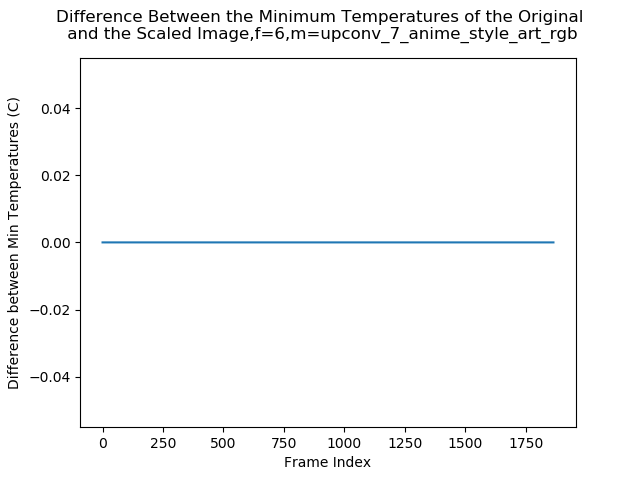 Difference Between the Minimum Temperatures of the Original
and the Scaled Image,f=6,m=upconv_7_anime_style_art_rgb
Difference between Min Temperatures (C)
0.04
0.02
0.00
−0.02
−0.04
0 250 500 750 1000 1250 1500 1750
Frame Index